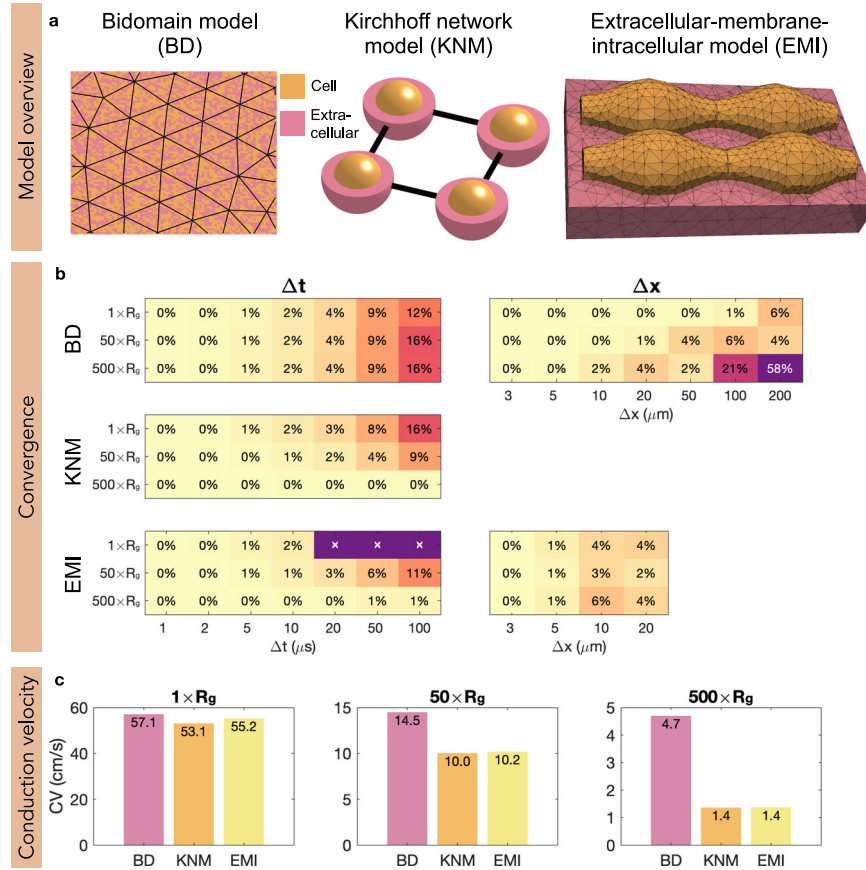 Model overview
a
Bidomain model
(BD)
Kirchhoff network
model (KNM)
Extracellular-membrane-
intracellular model (EMI)
Cell
Extra-
cellular
Convergence
b
Δt
Δx
BD
1×Rg 0% 0% 1% 2% 4% 9% 12%
50×Rg 0% 0% 1% 2% 4% 9% 16%
500×Rg 0% 0% 1% 2% 4% 9% 16%
0% 0% 0% 0% 0% 1% 6%
0% 0% 0% 1% 4% 6% 4%
0% 0% 2% 4% 2% 21% 58%
3 5 10 20 50 100 200
Δx (μm)
KNM
1×Rg 0% 0% 1% 2% 3% 8% 16%
50×Rg 0% 0% 0% 1% 2% 4% 9%
500×Rg 0% 0% 0% 0% 0% 0% 0%
EMI
1×Rg 0% 0% 1% 2% × × ×
50×Rg 0% 0% 1% 1% 3% 6% 11%
500×Rg 0% 0% 0% 0% 0% 1% 1%
1 2 5 10 20 50 100
Δt (μs)
0% 1% 4% 4%
0% 1% 3% 2%
0% 1% 6% 4%
3 5 10 20
Δx (μm)
Conduction velocity
c
1×Rg
CV (cm/s)
60
40
20
0
57.1
53.1
55.2
BD KNM EMI
50×Rg
15
10
5
0
14.5
10.0
10.2
BD KNM EMI
500×Rg
5
4
3
2
1
0
4.7
1.4
1.4
BD KNM EMI